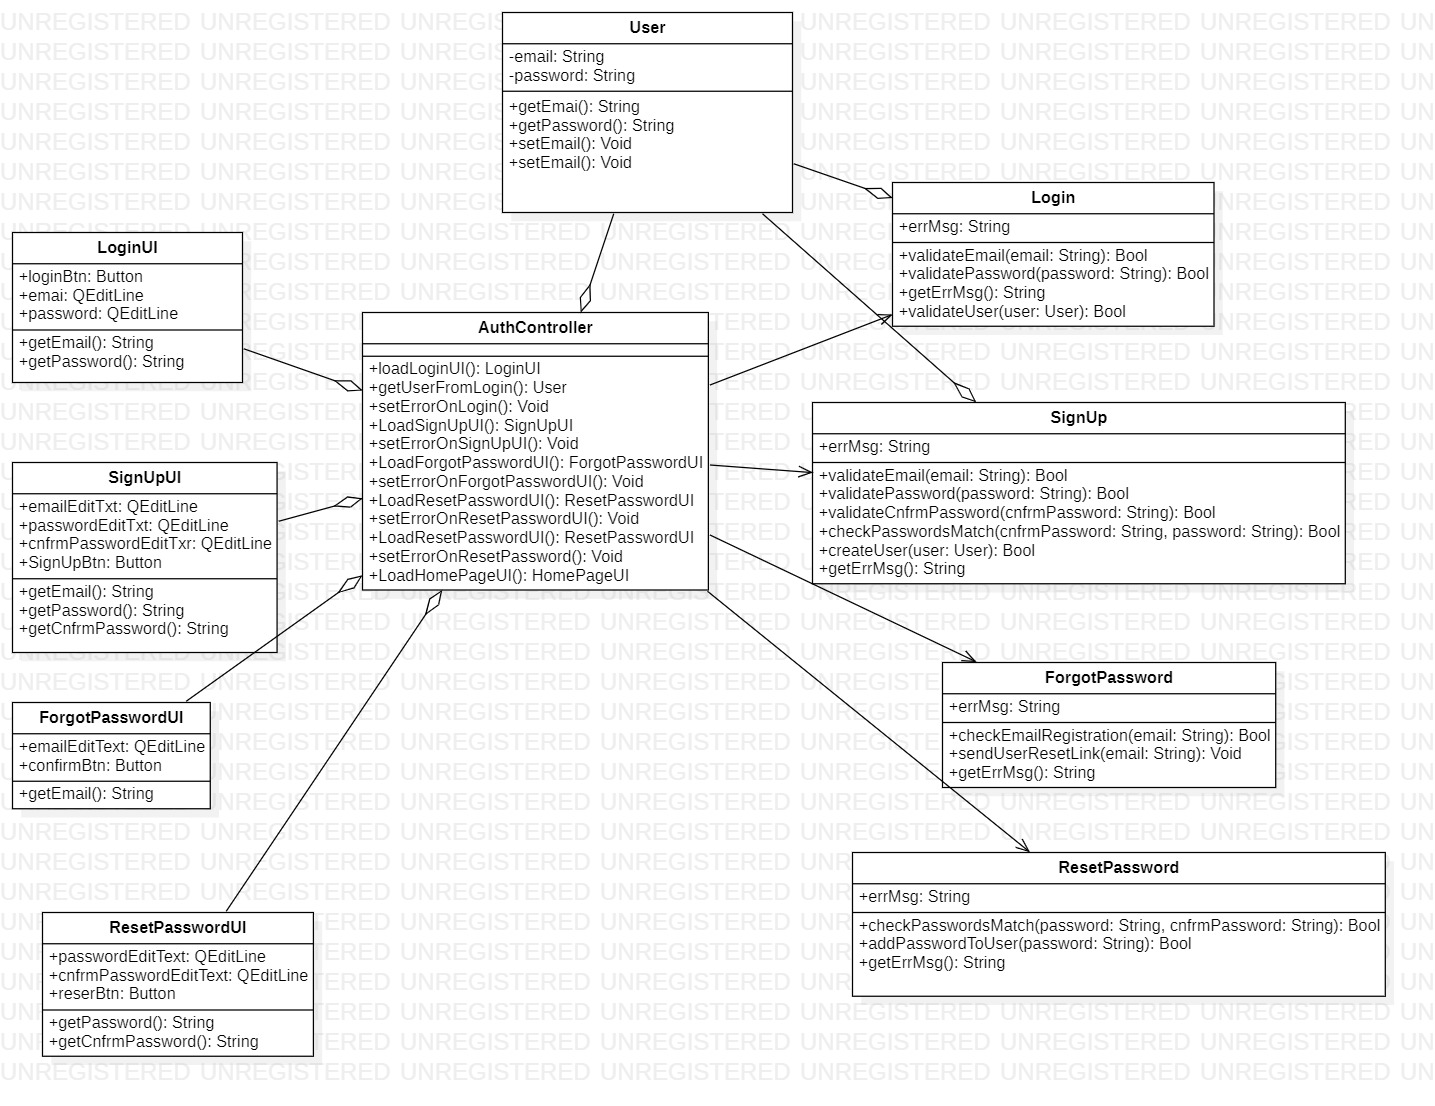 User
-email: String
-password: String
+getEmai(): String
+getPassword(): String
+setEmail(): Void
+setEmail(): Void
Login
+errMsg: String
+validateEmail(email: String): Bool
+validatePassword(password: String): Bool
+getErrMsg(): String
+validateUser(user: User): Bool
LoginUI
+loginBtn: Button
+emai: QEditLine
+password: QEditLine
+getEmail(): String
+getPassword(): String
AuthController
+loadLoginUI(): LoginUI
+getUserFromLogin(): User
+setErrorOnLogin(): Void
+LoadSignUpUI(): SignUpUI
+setErrorOnSignUpUI(): Void
+LoadForgotPasswordUI(): ForgotPasswordUI
+setErrorOnForgotPasswordUI(): Void
+LoadResetPasswordUI(): ResetPasswordUI
+setErrorOnResetPasswordUI(): Void
+LoadResetPasswordUI(): ResetPasswordUI
+setErrorOnResetPassword(): Void
+LoadHomePageUI(): HomePageUI
SignUp
+errMsg: String
+validateEmail(email: String): Bool
+validatePassword(password: String): Bool
+validateCnfrmPassword(cnfrmPassword: String): Bool
+checkPasswordsMatch(cnfrmPassword: String, password: String): Bool
+createUser(user: User): Bool
+getErrMsg(): String
SignUpUI
+emailEditTxt: QEditLine
+passwordEditTxt: QEditLine
+cnfrmPasswordEditTxr: QEditLine
+SignUpBtn: Button
+getEmail(): String
+getPassword(): String
+getCnfrmPassword(): String
ForgotPassword
+errMsg: String
+checkEmailRegistration(email: String): Bool
+sendUserResetLink(email: String): Void
+getErrMsg(): String
ForgotPasswordUI
+emailEditText: QEditLine
+confirmBtn: Button
+getEmail(): String
ResetPassword
+errMsg: String
+checkPasswordsMatch(password: String, cnfrmPassword: String): Bool
+addPasswordToUser(password: String): Bool
+getErrMsg(): String
ResetPasswordUI
+passwordEditText: QEditLine
+cnfrmPasswordEditText: QEditLine
+reserBtn: Button
+getPassword(): String
+getCnfrmPassword(): String
UNREGISTERED